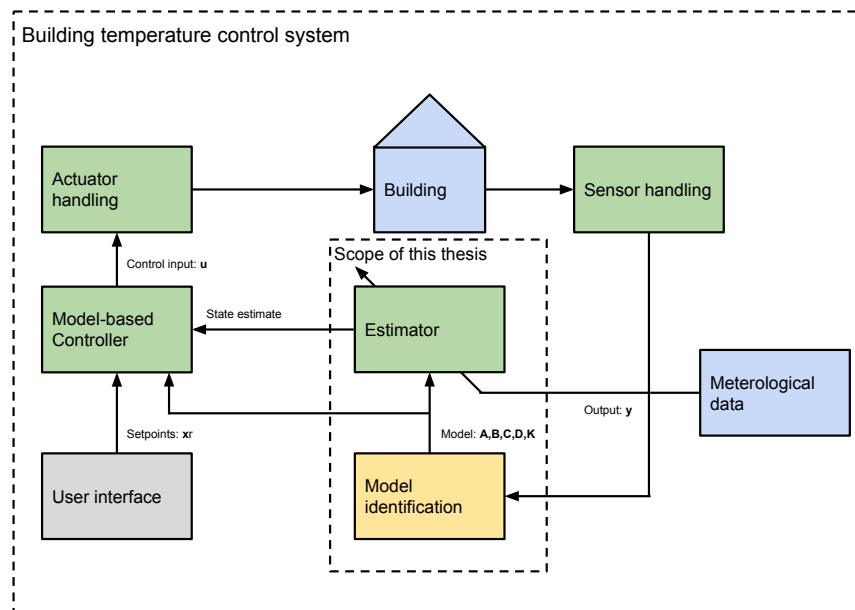 Building temperature control system
Actuator
handling
Building
Sensor handling
Scope of this thesis
Control input: u
Model-based
Controller
State estimate
Estimator
Meterological
data
Output: y
Setpoints: xr
Model: A,B,C,D,K
User interface
Model
identification